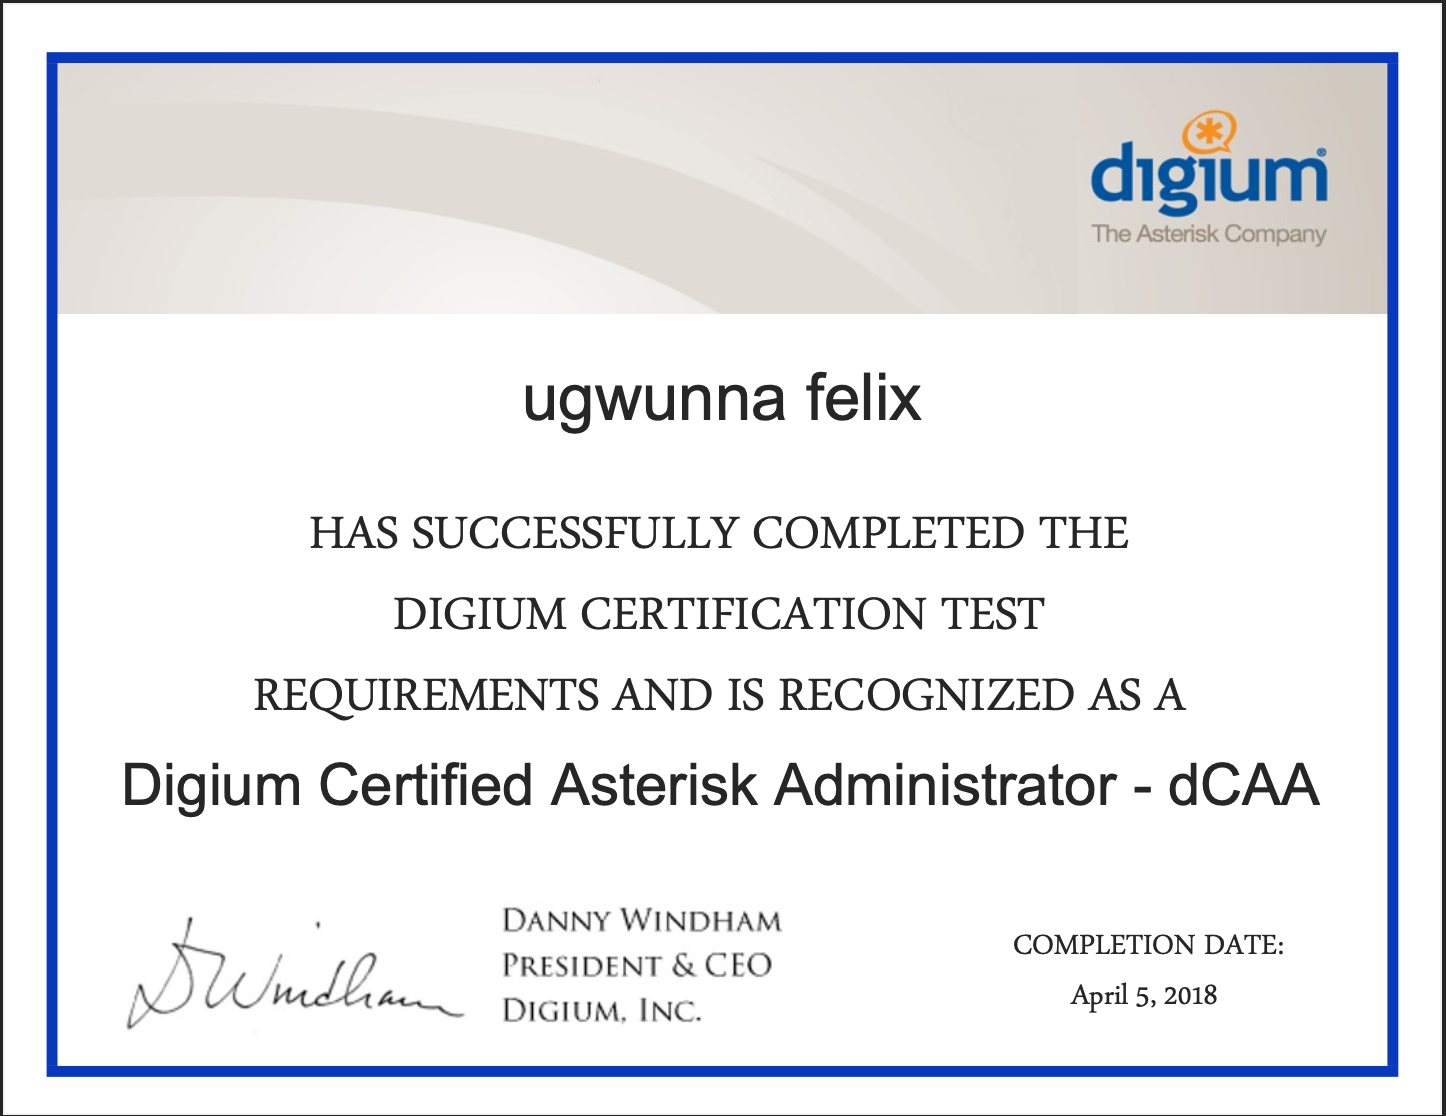 digium®
The Asterisk Company
ugwunna felix
HAS SUCCESSFULLY COMPLETED THE
DIGIUM CERTIFICATION TEST
REQUIREMENTS AND IS RECOGNIZED AS A
Digium Certified Asterisk Administrator - dCAA
D Windham
DANNY WINDHAM
PRESIDENT & CEO
DIGIUM, INC.
COMPLETION DATE:
April 5, 2018